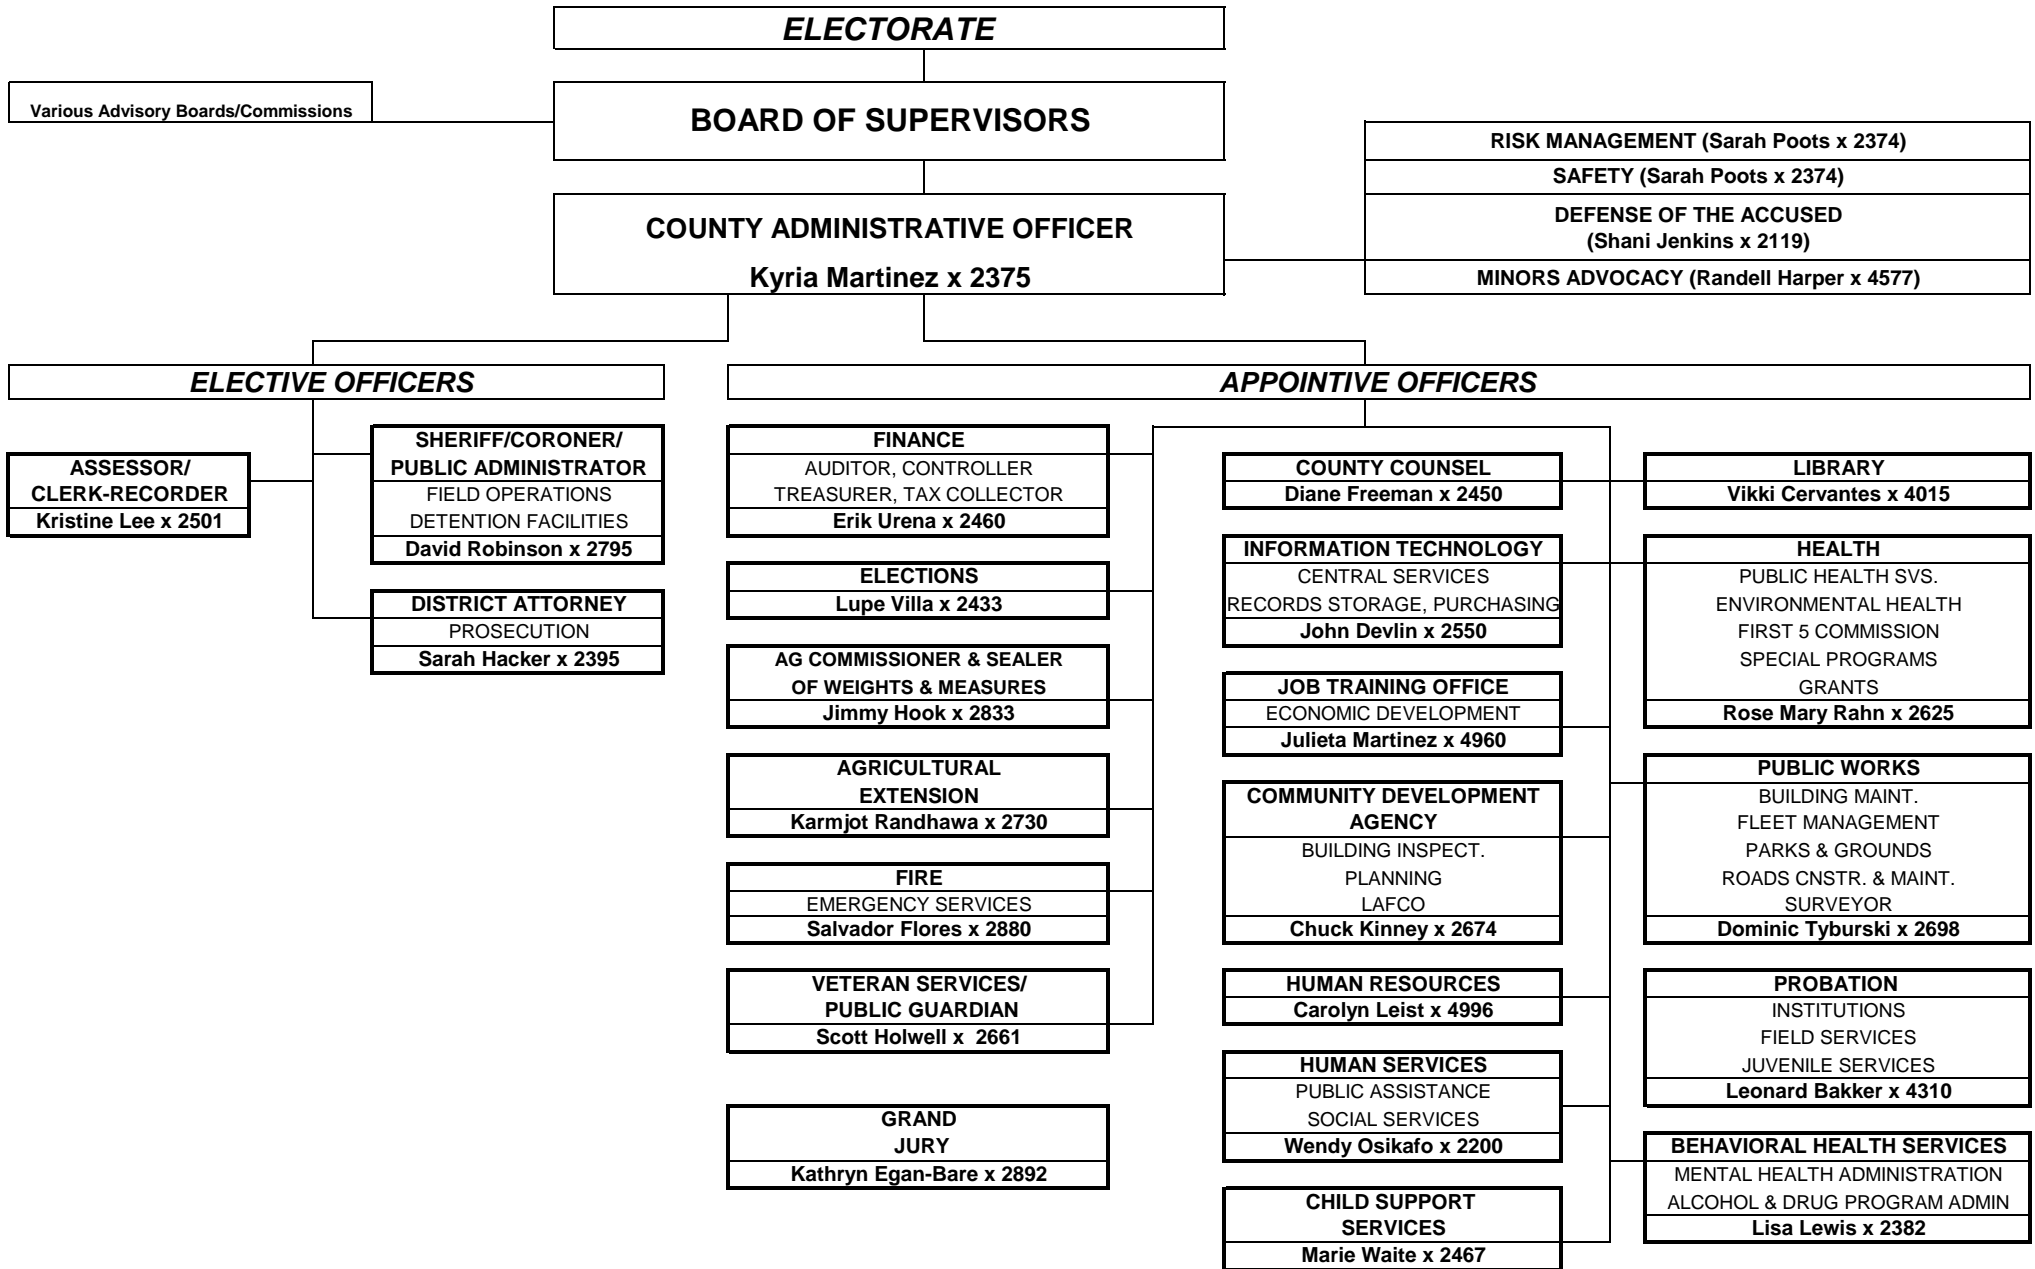 ELECTORATE
Various Advisory Boards/Commissions
BOARD OF SUPERVISORS
COUNTY ADMINISTRATIVE OFFICER
Kyria Martinez x 2375
RISK MANAGEMENT (Sarah Poots x 2374)
SAFETY (Sarah Poots x 2374)
DEFENSE OF THE ACCUSED
(Shani Jenkins x 2119)
MINORS ADVOCACY (Randell Harper x 4577)
ELECTIVE OFFICERS
ASSESSOR/
CLERK-RECORDER
Kristine Lee x 2501
SHERIFF/CORONER/
PUBLIC ADMINISTRATOR
FIELD OPERATIONS
DETENTION FACILITIES
David Robinson x 2795
DISTRICT ATTORNEY
PROSECUTION
Sarah Hacker x 2395
APPOINTIVE OFFICERS
FINANCE
AUDITOR, CONTROLLER
TREASURER, TAX COLLECTOR
Erik Urena x 2460
ELECTIONS
Lupe Villa x 2433
AG COMMISSIONER & SEALER
OF WEIGHTS & MEASURES
Jimmy Hook x 2833
AGRICULTURAL
EXTENSION
Karmjot Randhawa x 2730
FIRE
EMERGENCY SERVICES
Salvador Flores x 2880
VETERAN SERVICES/
PUBLIC GUARDIAN
Scott Holwell x  2661
GRAND
JURY
Kathryn Egan-Bare x 2892
COUNTY COUNSEL
Diane Freeman x 2450
INFORMATION TECHNOLOGY
CENTRAL SERVICES
RECORDS STORAGE, PURCHASING
John Devlin x 2550
JOB TRAINING OFFICE
ECONOMIC DEVELOPMENT
Julieta Martinez x 4960
COMMUNITY DEVELOPMENT
AGENCY
BUILDING INSPECT.
PLANNING
LAFCO
Chuck Kinney x 2674
HUMAN RESOURCES
Carolyn Leist x 4996
HUMAN SERVICES
PUBLIC ASSISTANCE
SOCIAL SERVICES
Wendy Osikafo x 2200
CHILD SUPPORT
SERVICES
Marie Waite x 2467
LIBRARY
Vikki Cervantes x 4015
HEALTH
PUBLIC HEALTH SVS.
ENVIRONMENTAL HEALTH
FIRST 5 COMMISSION
SPECIAL PROGRAMS
GRANTS
Rose Mary Rahn x 2625
PUBLIC WORKS
BUILDING MAINT.
FLEET MANAGEMENT
PARKS & GROUNDS
ROADS CNSTR. & MAINT.
SURVEYOR
Dominic Tyburski x 2698
PROBATION
INSTITUTIONS
FIELD SERVICES
JUVENILE SERVICES
Leonard Bakker x 4310
BEHAVIORAL HEALTH SERVICES
MENTAL HEALTH ADMINISTRATION
ALCOHOL & DRUG PROGRAM ADMIN
Lisa Lewis x 2382